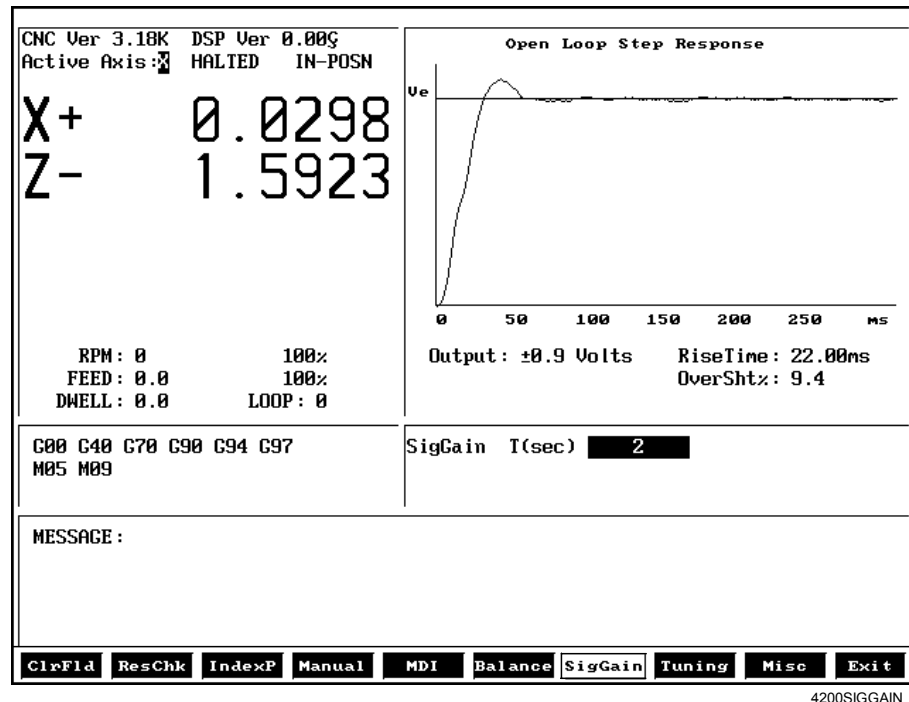 CNC Ver 3.18K DSP Ver 0.00Ç
Active Axis:X HALTED IN-POSN
X+ 0.0298
Z- 1.5923
RPM: 0 100%
FEED: 0.0 100%
DWELL: 0.0 LOOP: 0
Open Loop Step Response
Ve
0 50 100 150 200 250 ms
Output: ±0.9 Volts RiseTime: 22.00ms
OverSht%: 9.4
G00 G40 G70 G90 G94 G97
M05 M09
SigGain T(sec) 2
MESSAGE:
ClrFld ResChk IndexP Manual MDI Balance SigGain Tuning Misc Exit
4200SIGGAIN